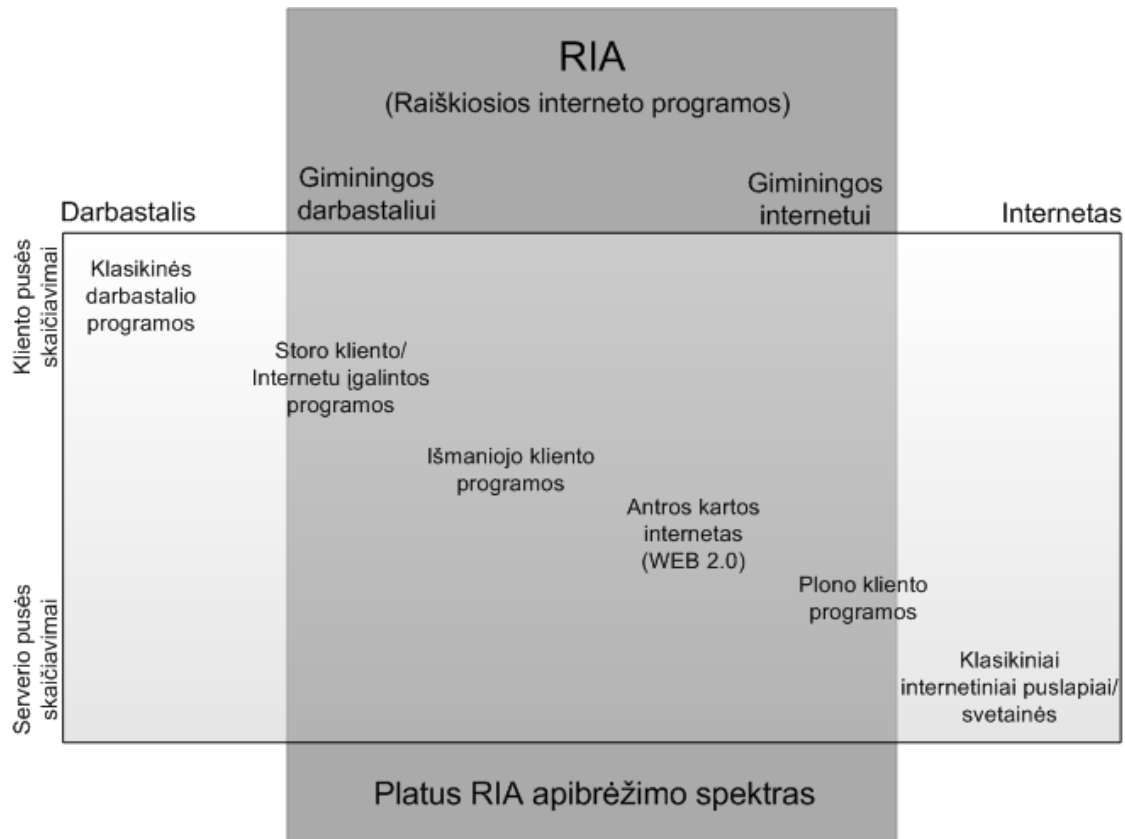 RIA
(Raiškiosios interneto programos)
Giminingos
darbastaliui
Giminingos
internetui
Darbastalis
Internetas
Kliento pusės
skaičiavimai
Klasikinės
darbastalio
programos
Storo kliento/
Internetu įgalintos
programos
Išmaniojo kliento
programos
Antros kartos
internetas
(WEB 2.0)
Plono kliento
programos
Serverio pusės
skaičiavimai
Klasikiniai
internetiniai puslapiai/
svetainės
Platus RIA apibrėžimo spektras